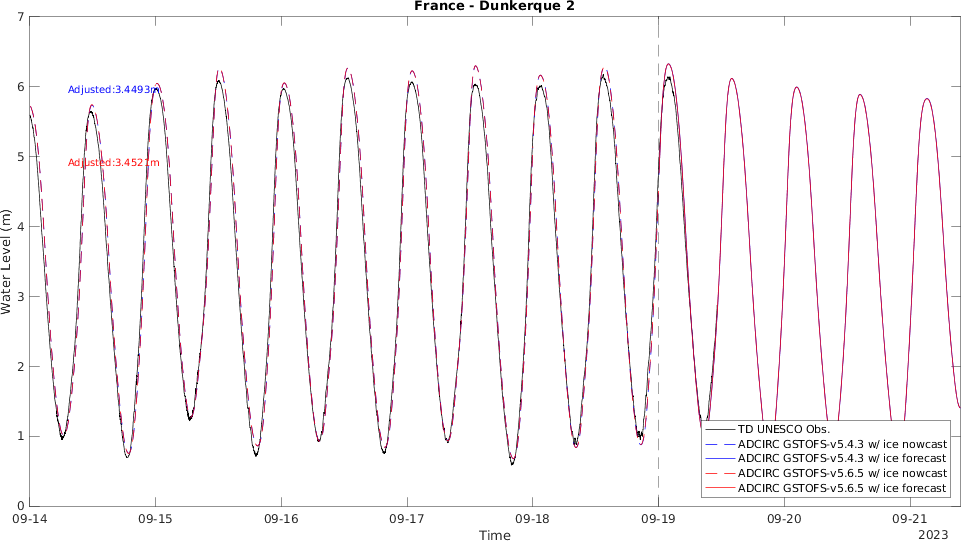 France - Dunkerque 2
7
6
5
4
3
2
1
0
Water Level (m)
Adjusted:3.4493m
Adjusted:3.4521m
TD UNESCO Obs.
ADCIRC GSTOFS-v5.4.3 w/ ice nowcast
ADCIRC GSTOFS-v5.4.3 w/ ice forecast
ADCIRC GSTOFS-v5.6.5 w/ ice nowcast
ADCIRC GSTOFS-v5.6.5 w/ ice forecast
09-14 09-15 09-16 09-17 09-18 09-19 09-20 09-21
Time
2023